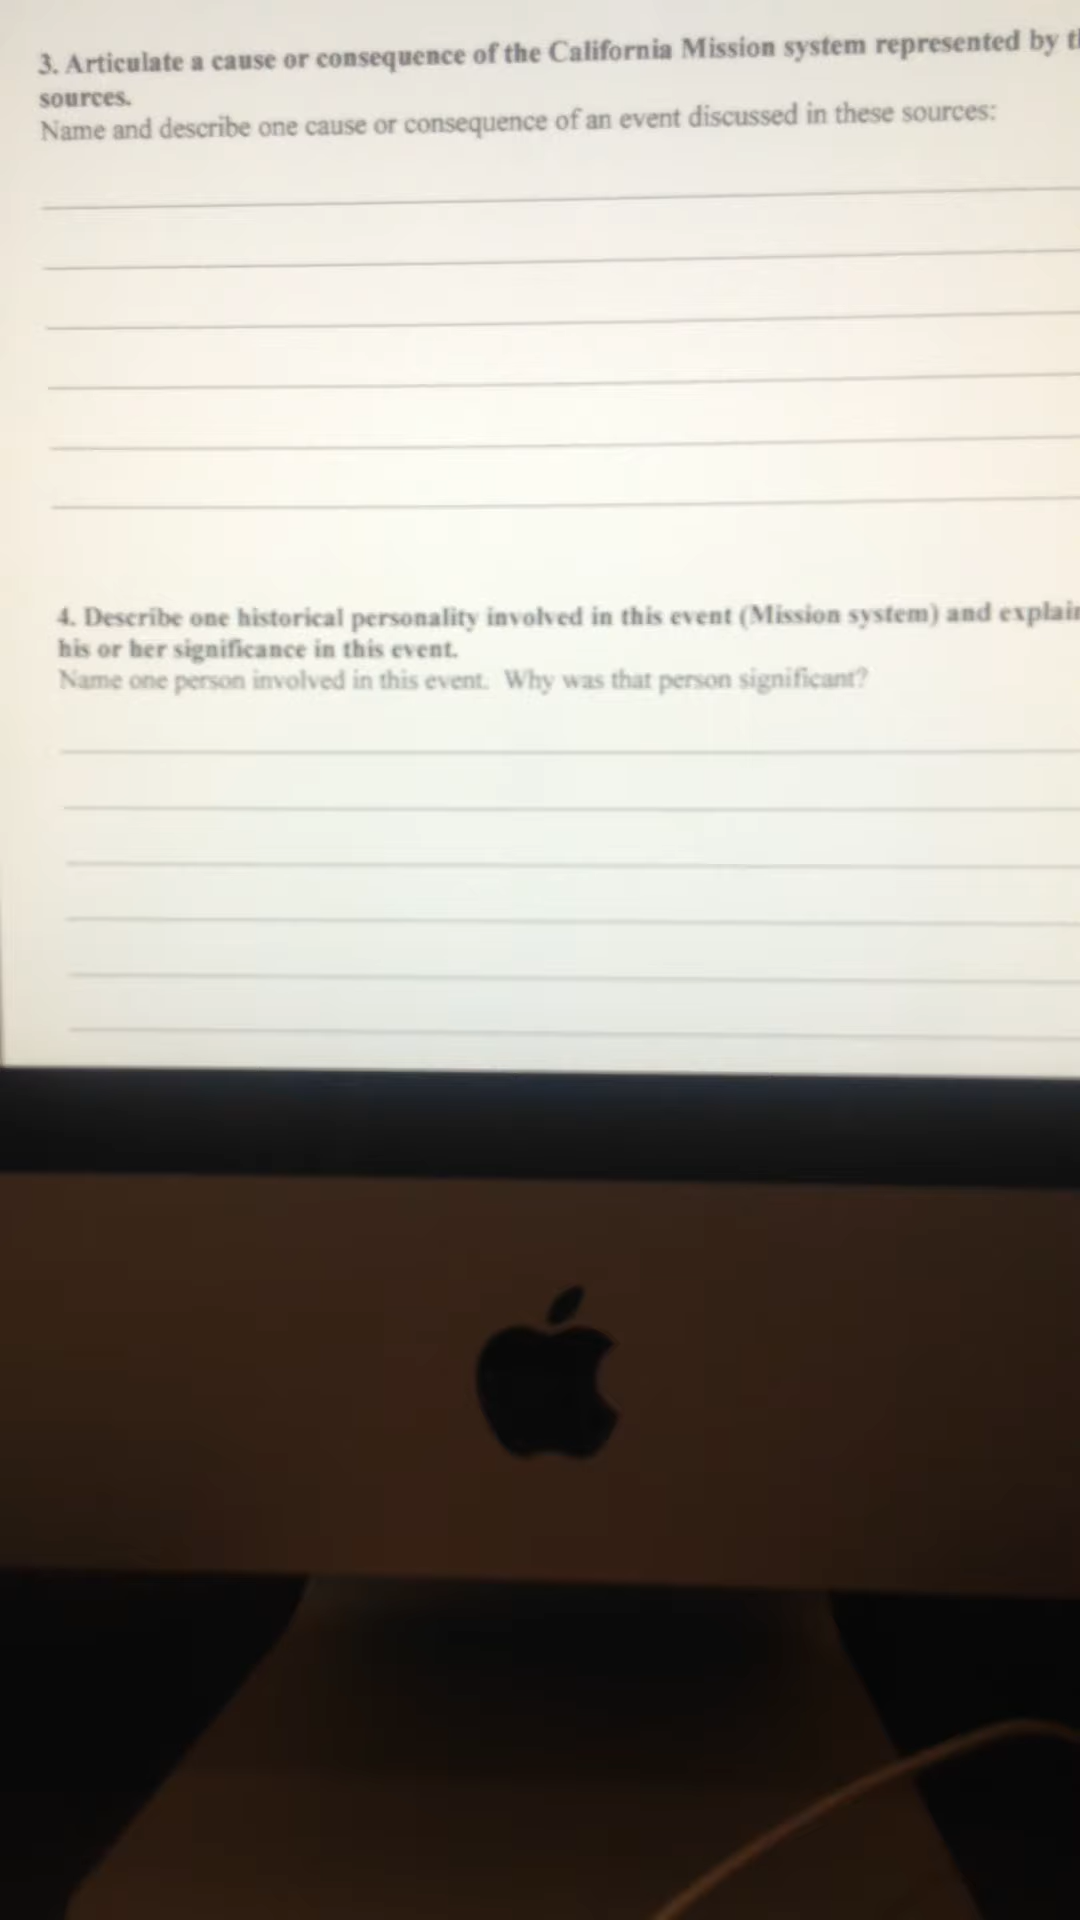 3. Articulate a cause or consequence of the California Mission system represented by
sources.
Name and describe one cause or consequence of an event discussed in these sources:
4. Describe one historical personality involved in this event (Mission system) and explain
his or her significance in this event.
Name one person involved in this event. Why was that person significant?